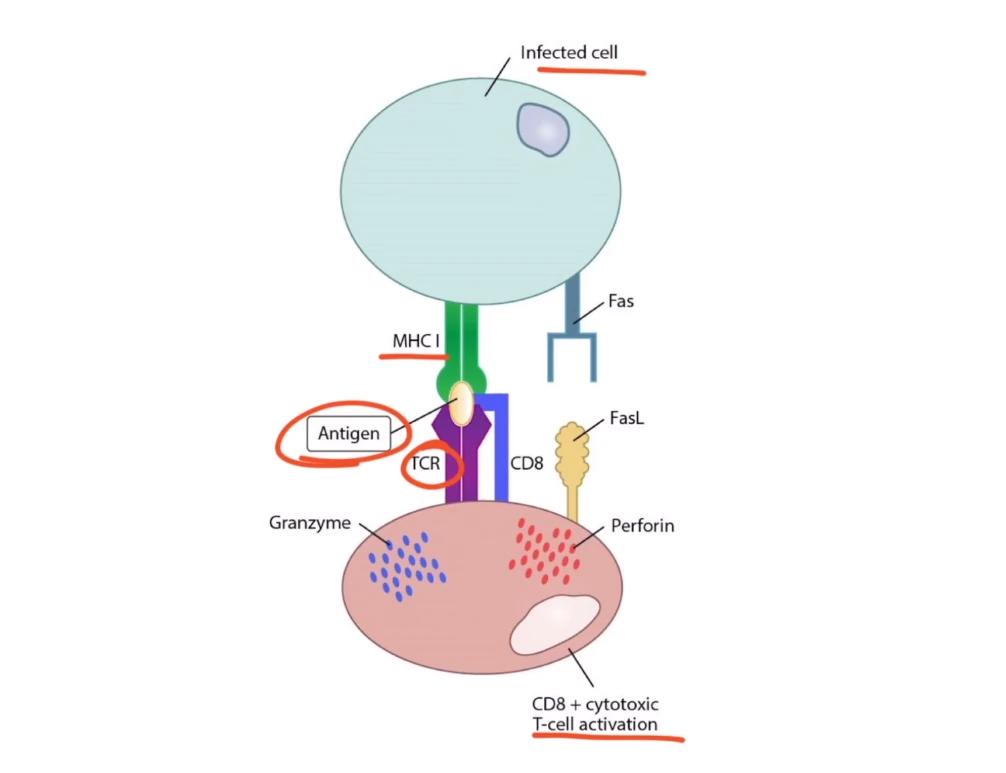 Infected cell
Fas
MHC I
FasL
Antigen
TCR
CD8
Granzyme
Perforin
CD8 + cytotoxic
T-cell activation